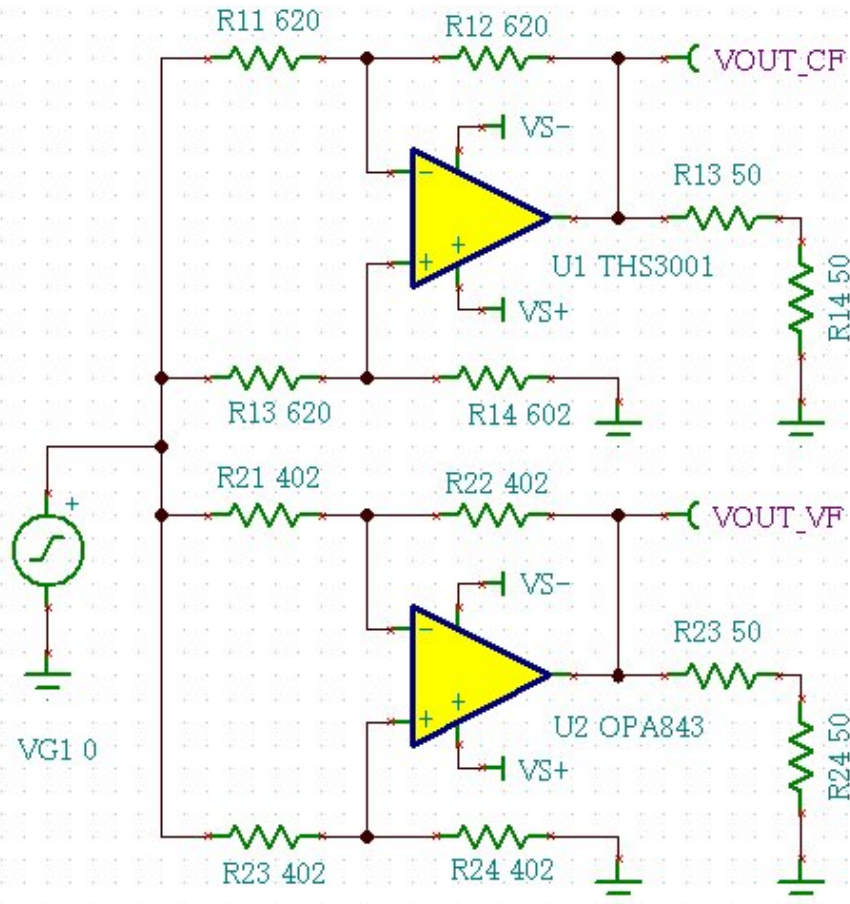 R11 620
R12 620
VOUT_CF
VS-
R13 50
U1 THS3001
R14 50
VS+
R13 620
R14 602
R21 402
R22 402
VOUT_VF
+
VS-
R23 50
U2 OPA843
R24 50
VG1 0
VS+
R23 402
R24 402